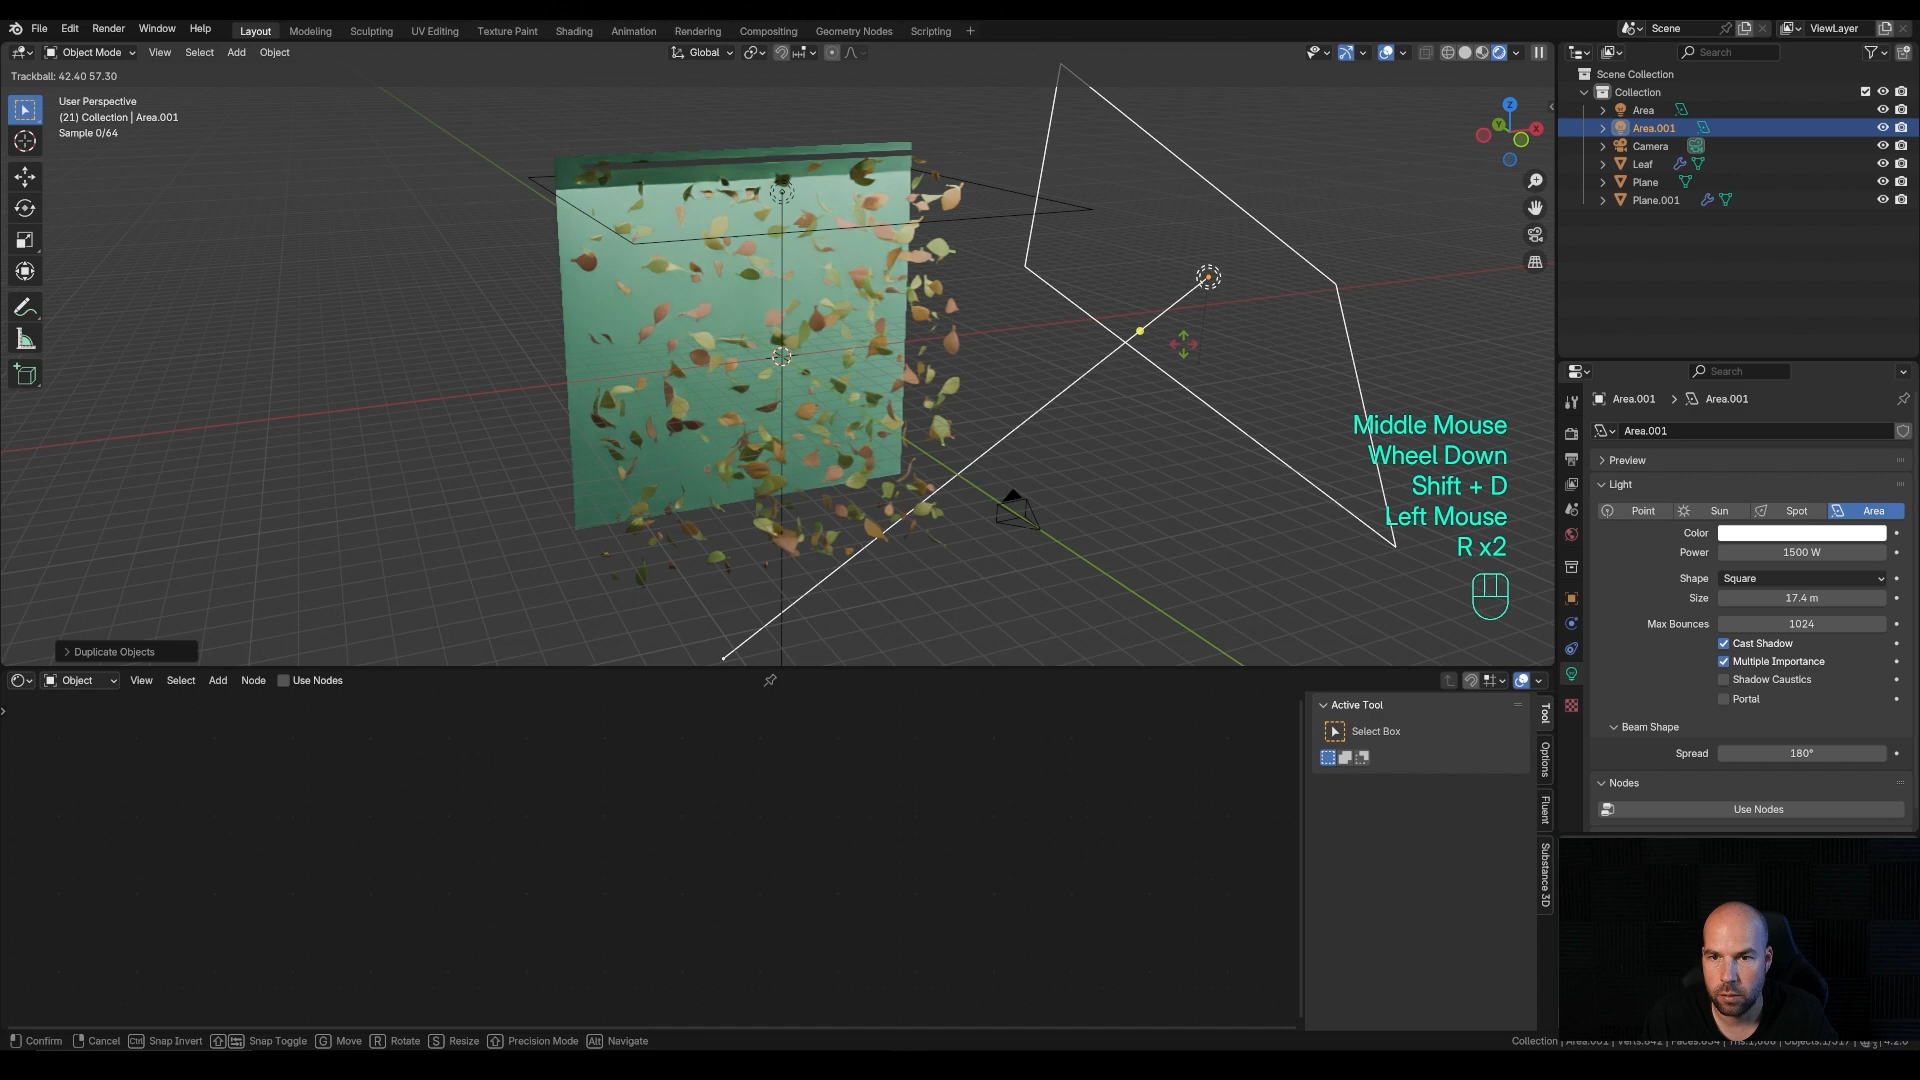 File Edit Render Window Help Layout Modeling Sculpting UV Editing Texture Paint Shading Animation Rendering Compositing Geometry Nodes Scripting + Scene ViewLayer
Object Mode View Select Add Object Global Search
Trackball: 42.40 57.30
Scene Collection
Collection
User Perspective
(21) Collection | Area.001
Sample 0/64
Area
Area.001
Camera
Leaf
Plane
Plane.001
Z
Y
X
Search
Area.001 > Area.001
Area.001
Preview
Light
Point Sun Spot Area
Color
Power 1500 W
Shape Square
Size 17.4 m
Max Bounces 1024
Cast Shadow
Multiple Importance
Shadow Caustics
Portal
Beam Shape
Spread 180°
Nodes
Use Nodes
Middle Mouse
Wheel Down
Shift + D
Left Mouse
R x2
Duplicate Objects
Object View Select Add Node Use Nodes
Active Tool
Select Box
Tool
Options
Fluent
Substance 3D
Confirm Cancel Ctrl Snap Invert Snap Toggle G Move R Rotate S Resize Precision Mode Alt Navigate